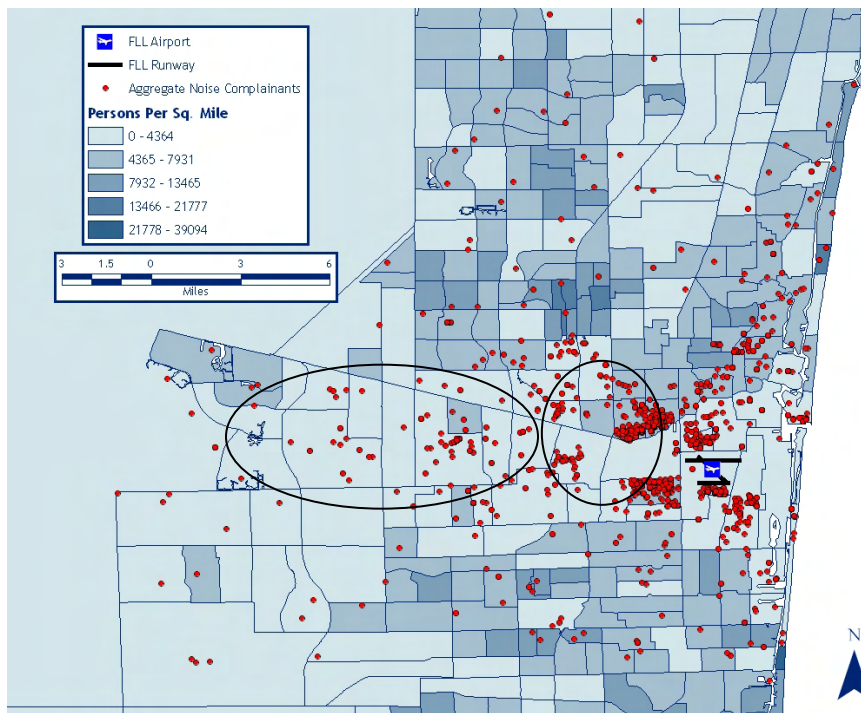 FLL Airport
FLL Runway
Aggregate Noise Complainants
Persons Per Sq. Mile
0 - 4364
4365 - 7931
7932 - 13465
13466 - 21777
21778 - 39094
3 1.5 0 3 6
Miles
N